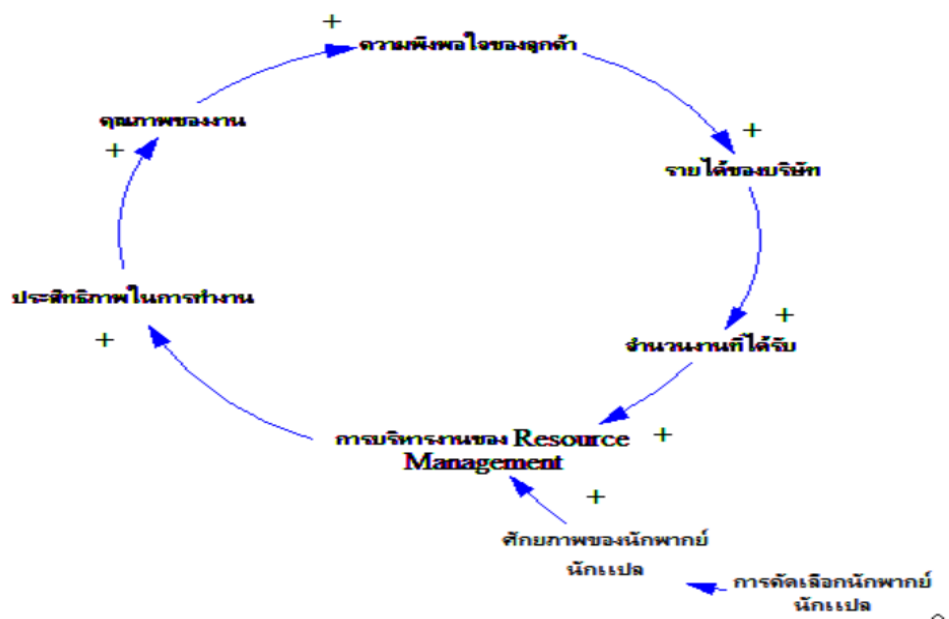 +
ความพึงพอใจของลูกค้า
คุณภาพของงาน
+
+
รายได้ของบริษัท
ประสิทธิภาพในการทำงาน
+
+
จำนวนงานที่ได้รับ
การบริหารงานของ Resource +
Management
+
ศักยภาพของนักพากย์
นักแปล
การคัดเลือกนักพากย์
นักแปล